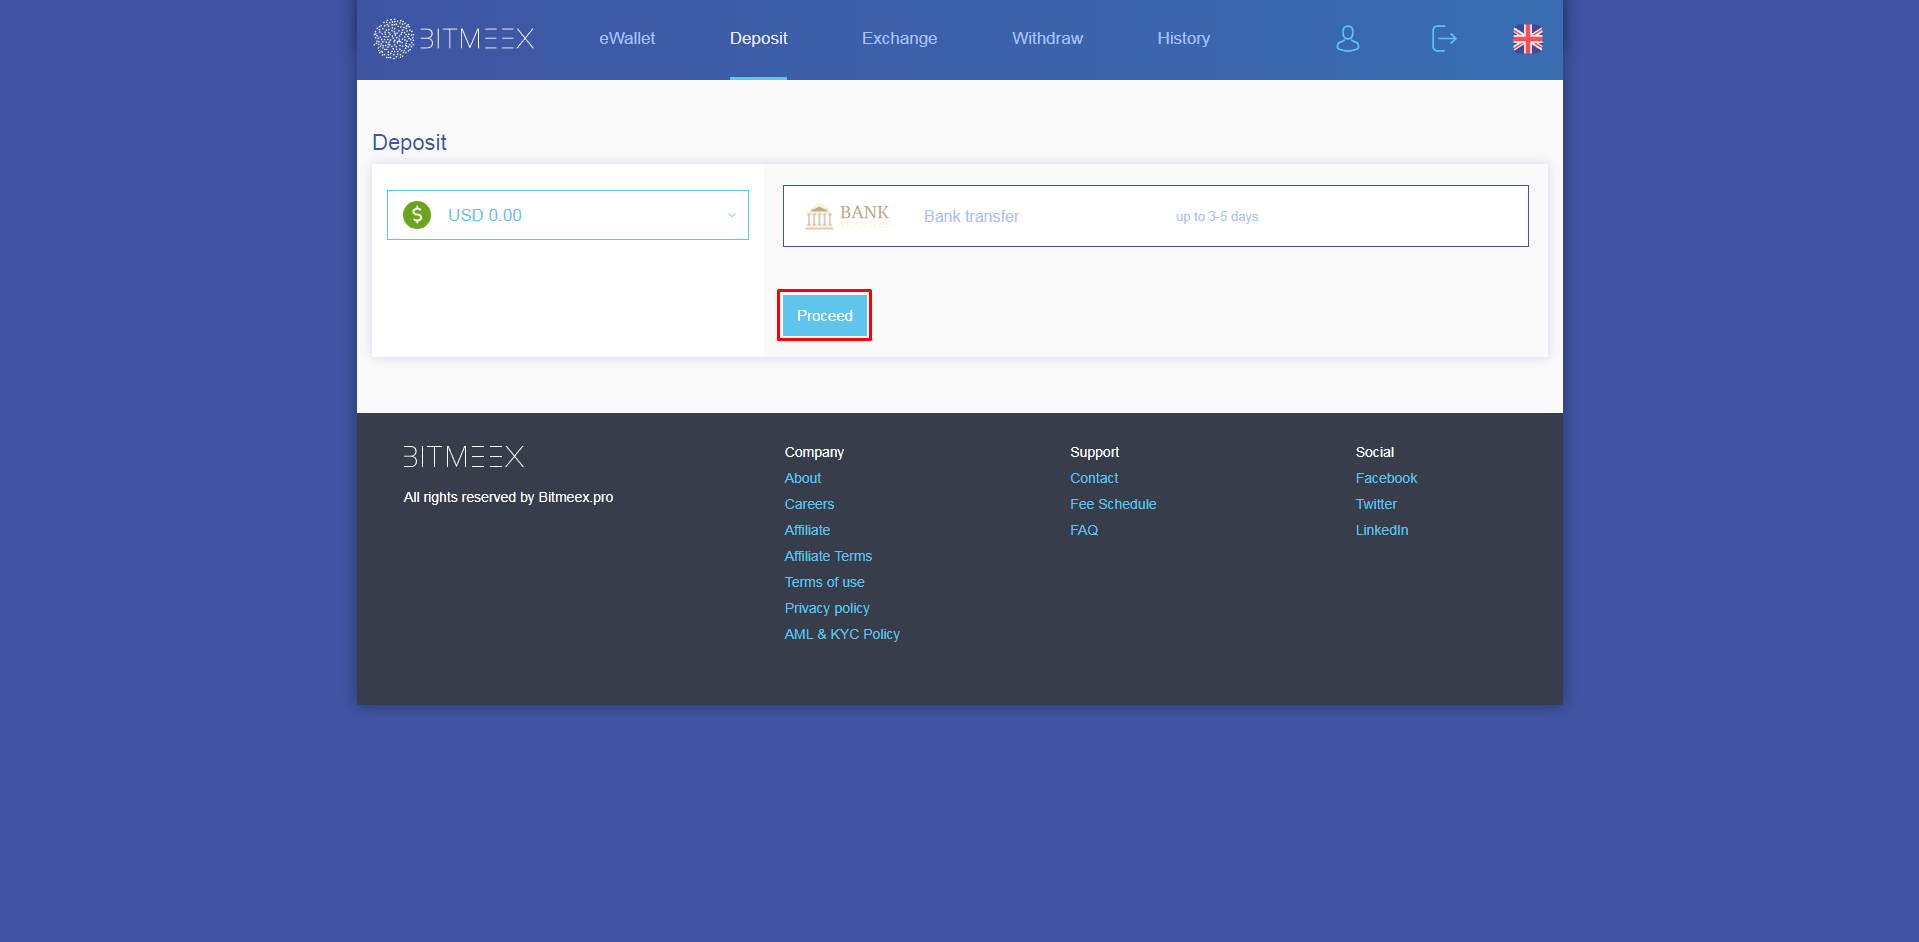 BITMEEX
eWallet
Deposit
Exchange
Withdraw
History
Deposit
USD 0.00
BANK
TRANSFER
Bank transfer
up to 3-5 days
Proceed
BITMEEX
All rights reserved by Bitmeex.pro
Company
About
Careers
Affiliate
Affiliate Terms
Terms of use
Privacy policy
AML & KYC Policy
Support
Contact
Fee Schedule
FAQ
Social
Facebook
Twitter
LinkedIn